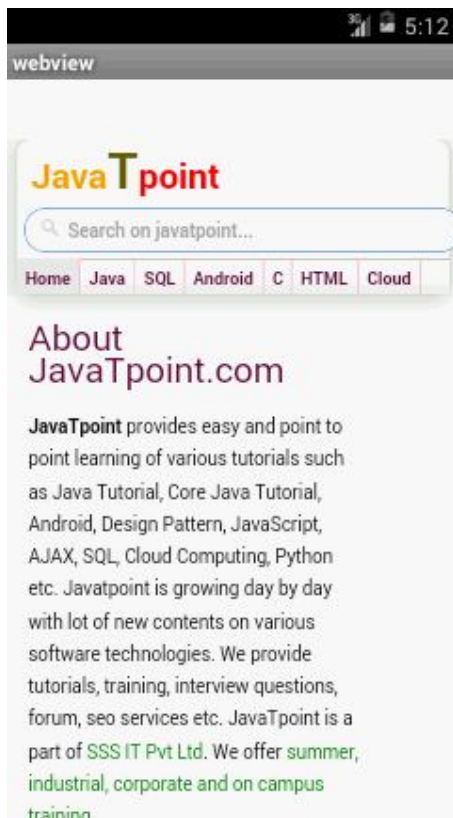 3G 5:12
webview
JavaTpoint
Search on javatpoint...
Home Java SQL Android C HTML Cloud
About
JavaTpoint.com
JavaTpoint provides easy and point to
point learning of various tutorials such
as Java Tutorial, Core Java Tutorial,
Android, Design Pattern, JavaScript,
AJAX, SQL, Cloud Computing, Python
etc. Javatpoint is growing day by day
with lot of new contents on various
software technologies. We provide
tutorials, training, interview questions,
forum, seo services etc. JavaTpoint is a
part of SSS IT Pvt Ltd. We offer summer,
industrial, corporate and on campus
training